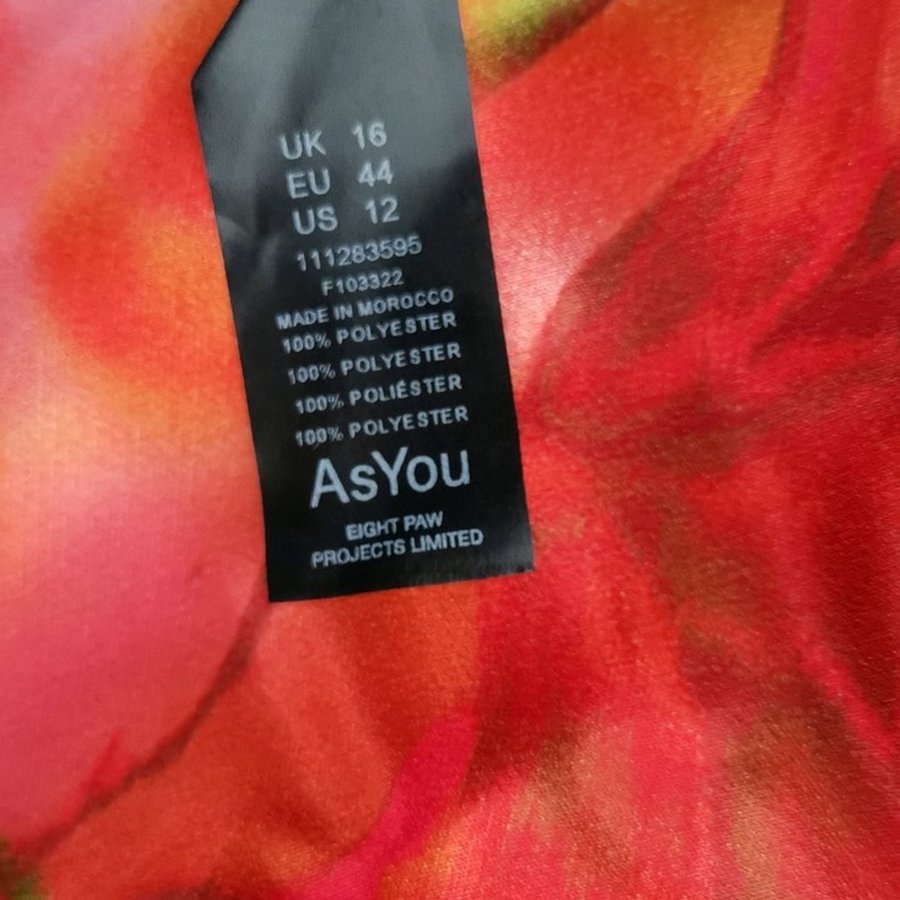 UK 16
EU 44
US 12
111283595
F103322
MADE IN MOROCCO
100% POLYESTER
100% POLYESTER
100% POLIÉSTER
100% POLYESTER
AsYou
EIGHT PAW
PROJECTS LIMITED